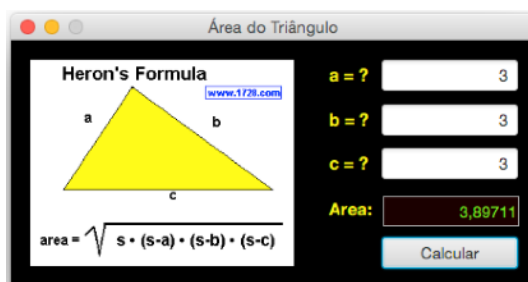 Área do Triângulo
Heron's Formula
www.1728.com
a
b
c
area = √ s • (s-a) • (s-b) • (s-c)
a = ? 3
b = ? 3
c = ? 3
Area: 3,89711
Calcular